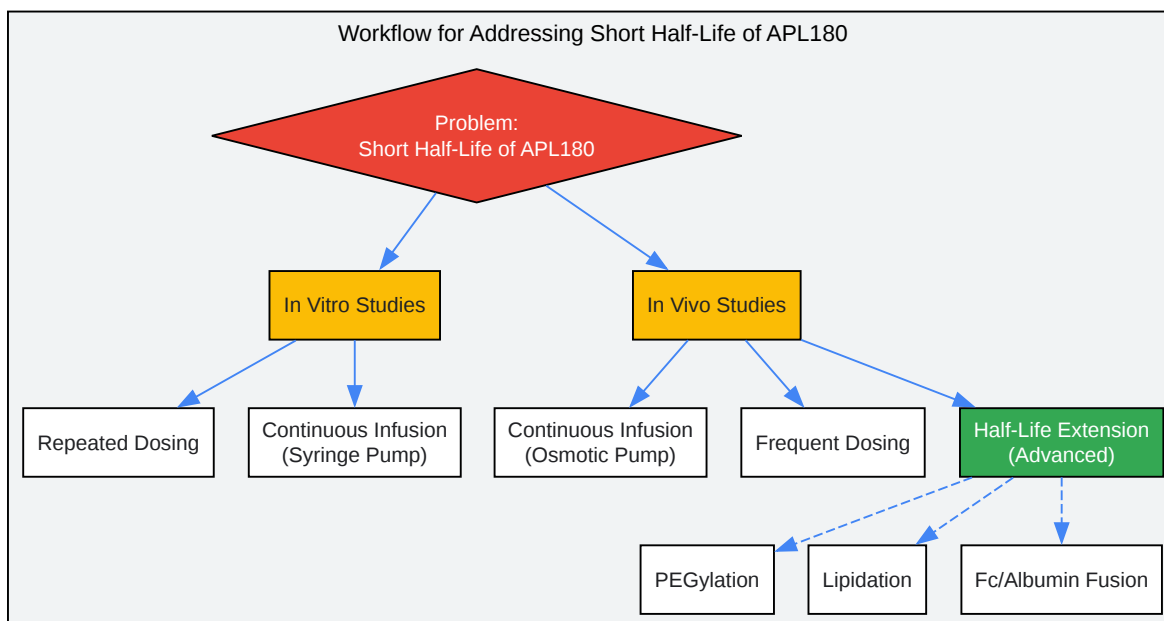 Workflow for Addressing Short Half-Life of APL180
Problem:
Short Half-Life of APL180
In Vitro Studies
In Vivo Studies
Repeated Dosing
Continuous Infusion
(Syringe Pump)
Continuous Infusion
(Osmotic Pump)
Frequent Dosing
Half-Life Extension
(Advanced)
PEGylation
Lipidation
Fc/Albumin Fusion